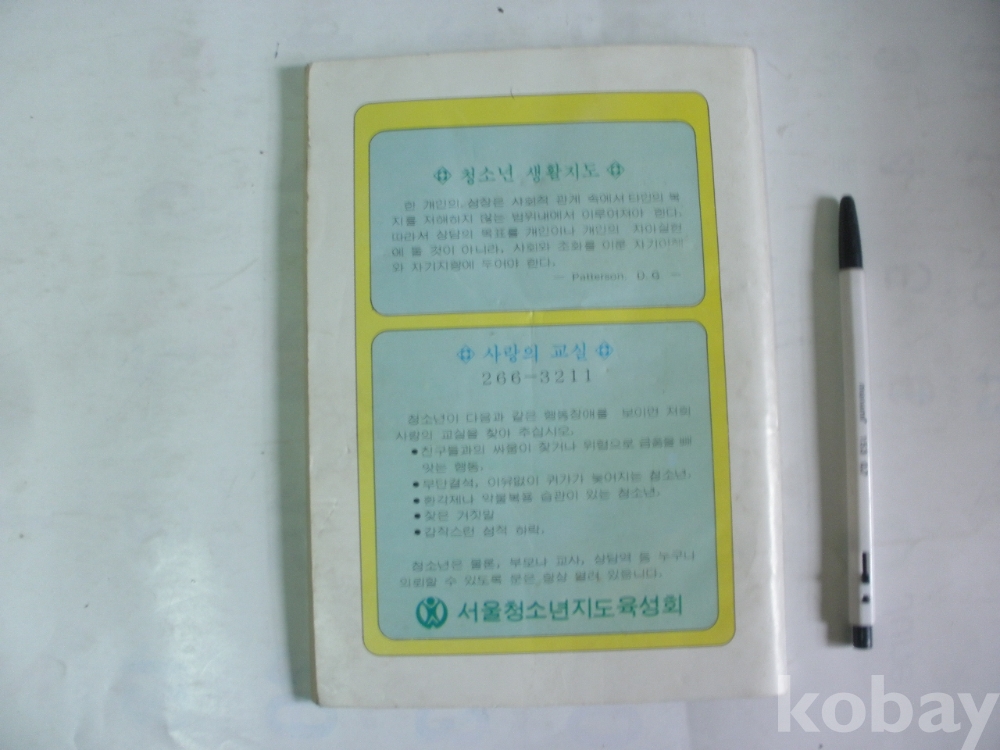 청소년 생활지도
한 개인의 성장은 사회적 관계 속에서 타인의 복
지를 저해하지 않는 범위내에서 이루어져야 한다.
따라서 상담의 목표를 개인이나 개인의 자아실현
에 둘 것이 아니라, 사회와 조화를 이룬 자기이해
와 자기지향에 두어야 한다.
— Patterson. D.G —
사랑의 교실
266-3211
청소년이 다음과 같은 행동장애를 보이면 저희
사랑의 교실을 찾아 주십시오.
●친구들과의 싸움이 잦거나 위협으로 금품을 빼
앗는 행동.
●무단결석, 이유없이 귀가가 늦어지는 청소년.
●환각제나 약물복용 습관이 있는 청소년.
●잦은 거짓말
●갑작스런 성적 하락.
청소년은 물론, 부모나 교사, 상담역 등 누구나
의뢰할 수 있도록 문은 항상 열려 있읍니다.
서울청소년지도육성회
monami 153 0.7
kobay